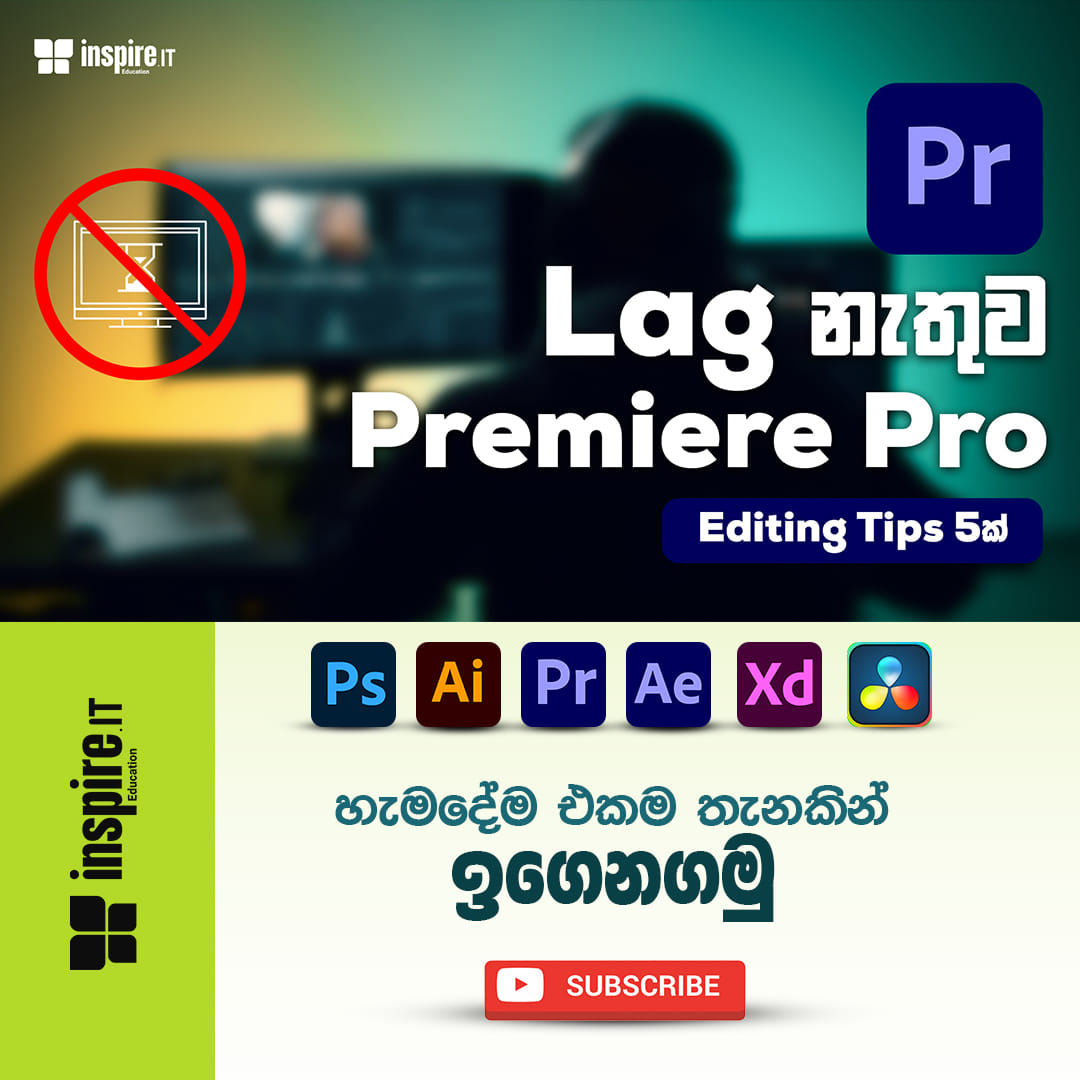 inspire.IT
Education
Pr
Lag නැතුව
Premiere Pro
Editing Tips 5ක්
Ps Ai Pr Ae Xd
inspire.IT
Education
හැමදේම එකම තැනකින්
ඉගෙනගමු
SUBSCRIBE